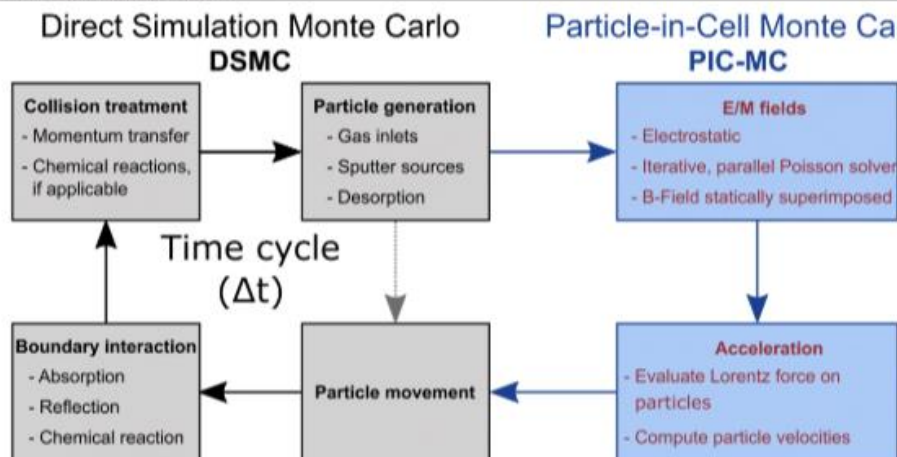 Direct Simulation Monte Carlo
DSMC
Particle-in-Cell Monte Ca
PIC-MC
Collision treatment
- Momentum transfer
- Chemical reactions,
if applicable
Particle generation
- Gas inlets
- Sputter sources
- Desorption
E/M fields
- Electrostatic
- Iterative, parallel Poisson solver
- B-Field statically superimposed
Time cycle
(Δt)
Boundary interaction
- Absorption
- Reflection
- Chemical reaction
Particle movement
Acceleration
- Evaluate Lorentz force on
particles
- Compute particle velocities